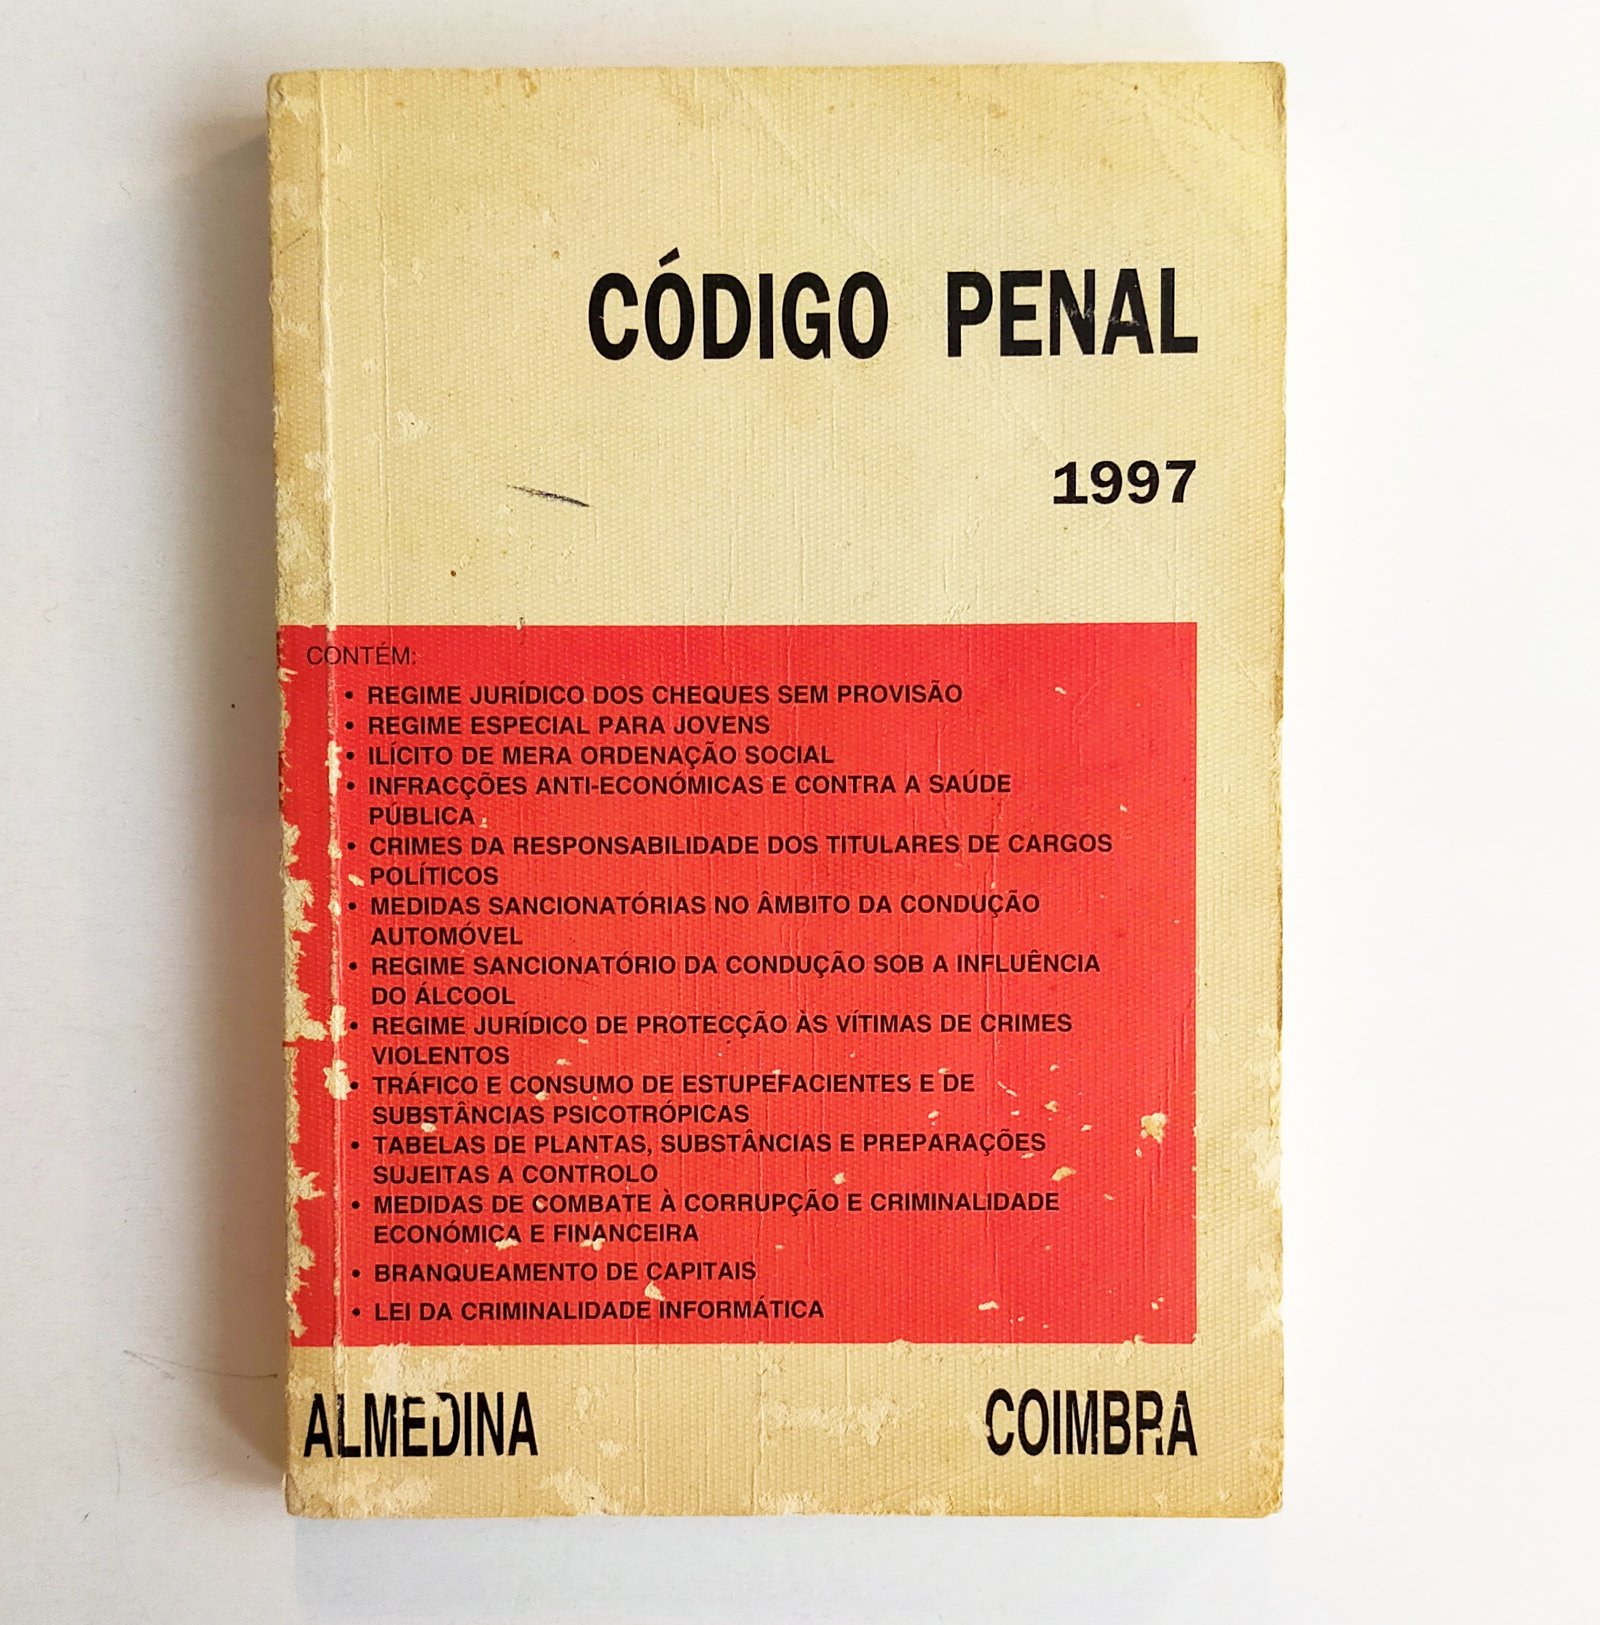 CÓDIGO PENAL
1997
CONTÉM:
• REGIME JURÍDICO DOS CHEQUES SEM PROVISÃO
• REGIME ESPECIAL PARA JOVENS
• ILÍCITO DE MERA ORDENAÇÃO SOCIAL
• INFRACÇÕES ANTI-ECONÓMICAS E CONTRA A SAÚDE
PÚBLICA
• CRIMES DA RESPONSABILIDADE DOS TITULARES DE CARGOS
POLÍTICOS
• MEDIDAS SANCIONATÓRIAS NO ÂMBITO DA CONDUÇÃO
AUTOMÓVEL
• REGIME SANCIONATÓRIO DA CONDUÇÃO SOB A INFLUÊNCIA
DO ÁLCOOL
• REGIME JURÍDICO DE PROTECÇÃO ÀS VÍTIMAS DE CRIMES
VIOLENTOS
• TRÁFICO E CONSUMO DE ESTUPEFACIENTES E DE
SUBSTÂNCIAS PSICOTRÓPICAS
• TABELAS DE PLANTAS, SUBSTÂNCIAS E PREPARAÇÕES
SUJEITAS A CONTROLO
• MEDIDAS DE COMBATE À CORRUPÇÃO E CRIMINALIDADE
ECONÓMICA E FINANCEIRA
• BRANQUEAMENTO DE CAPITAIS
• LEI DA CRIMINALIDADE INFORMÁTICA
ALMEDINA COIMBRA